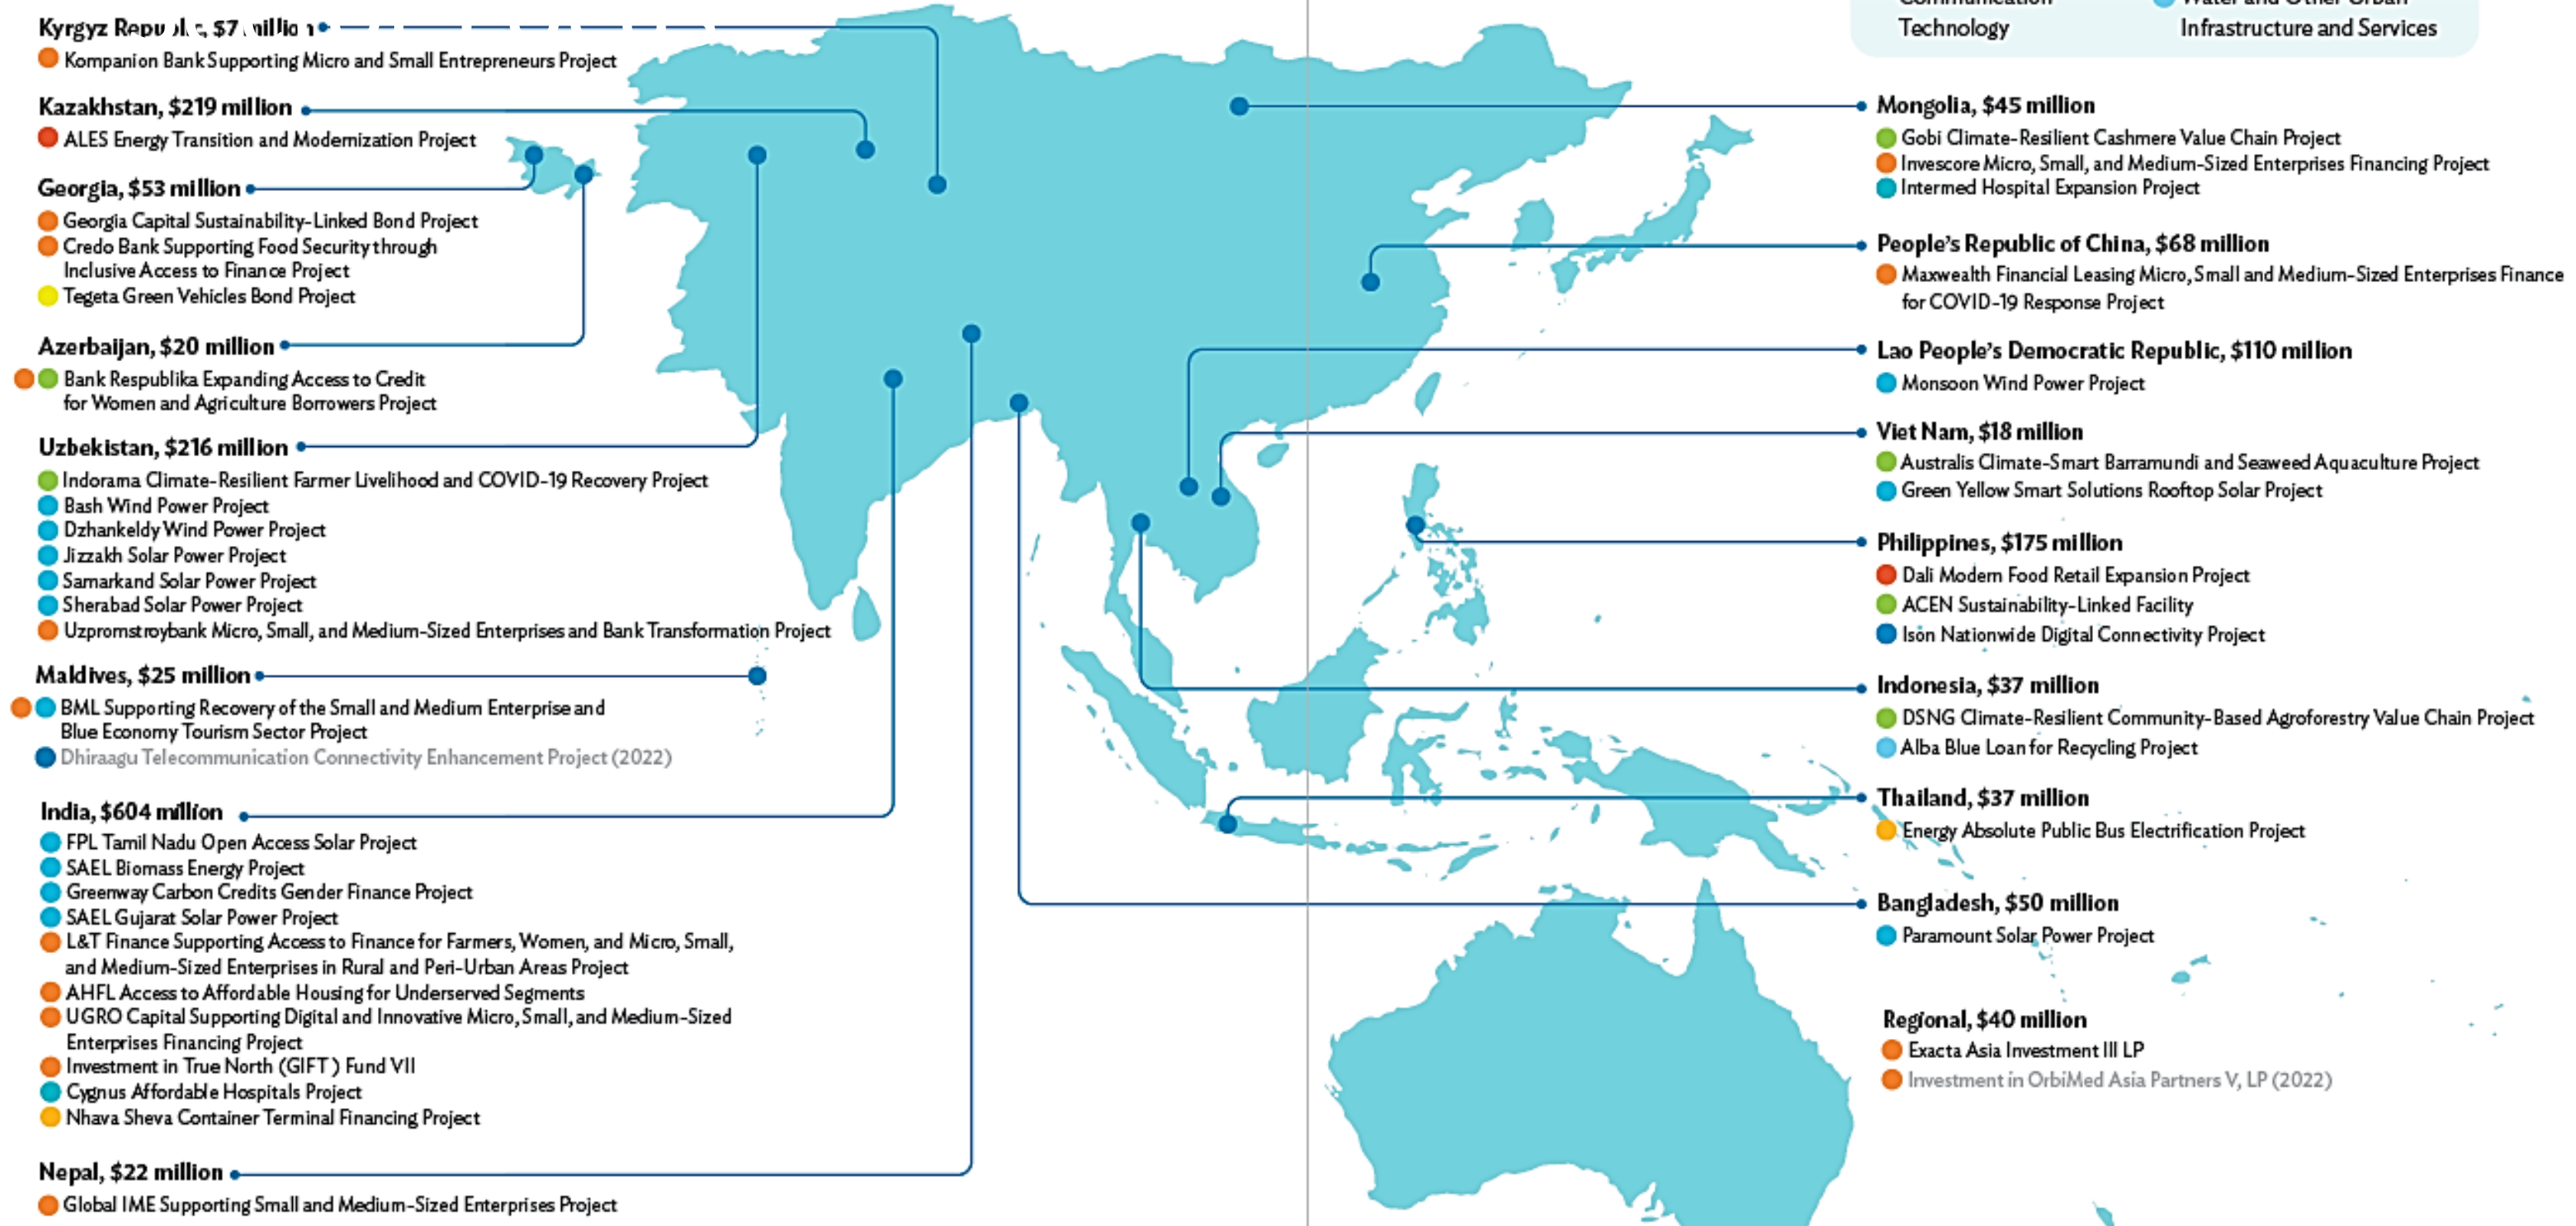 Kyrgyz Republic, $7 million
Kompanion Bank Supporting Micro and Small Entrepreneurs Project
Kazakhstan, $219 million
ALES Energy Transition and Modernization Project
Georgia, $53 million
Georgia Capital Sustainability-Linked Bond Project
Credo Bank Supporting Food Security through
Inclusive Access to Finance Project
Tegeta Green Vehicles Bond Project
Azerbaijan, $20 million
Bank Respublika Expanding Access to Credit
for Women and Agriculture Borrowers Project
Uzbekistan, $216 million
Indorama Climate-Resilient Farmer Livelihood and COVID-19 Recovery Project
Bash Wind Power Project
Dzhankeldy Wind Power Project
Jizzakh Solar Power Project
Samarkand Solar Power Project
Sherabad Solar Power Project
Uzpromstroybank Micro, Small, and Medium-Sized Enterprises and Bank Transformation Project
Maldives, $25 million
BML Supporting Recovery of the Small and Medium Enterprise and
Blue Economy Tourism Sector Project
Dhiraagu Telecommunication Connectivity Enhancement Project (2022)
India, $604 million
FPL Tamil Nadu Open Access Solar Project
SAEL Biomass Energy Project
Greenway Carbon Credits Gender Finance Project
SAEL Gujarat Solar Power Project
L&T Finance Supporting Access to Finance for Farmers, Women, and Micro, Small,
and Medium-Sized Enterprises in Rural and Peri-Urban Areas Project
AHFL Access to Affordable Housing for Underserved Segments
UGRO Capital Supporting Digital and Innovative Micro, Small, and Medium-Sized
Enterprises Financing Project
Investment in True North (GIFT) Fund VII
Cygnus Affordable Hospitals Project
Nhava Sheva Container Terminal Financing Project
Nepal, $22 million
Global IME Supporting Small and Medium-Sized Enterprises Project
Communication
Technology
Water and Other Urban
Infrastructure and Services
Mongolia, $45 million
Gobi Climate-Resilient Cashmere Value Chain Project
Invescore Micro, Small, and Medium-Sized Enterprises Financing Project
Intermed Hospital Expansion Project
People's Republic of China, $68 million
Maxwealth Financial Leasing Micro, Small and Medium-Sized Enterprises Finance
for COVID-19 Response Project
Lao People's Democratic Republic, $110 million
Monsoon Wind Power Project
Viet Nam, $18 million
Australis Climate-Smart Barramundi and Seaweed Aquaculture Project
Green Yellow Smart Solutions Rooftop Solar Project
Philippines, $175 million
Dali Modern Food Retail Expansion Project
ACEN Sustainability-Linked Facility
Ison Nationwide Digital Connectivity Project
Indonesia, $37 million
DSNG Climate-Resilient Community-Based Agroforestry Value Chain Project
Alba Blue Loan for Recycling Project
Thailand, $37 million
Energy Absolute Public Bus Electrification Project
Bangladesh, $50 million
Paramount Solar Power Project
Regional, $40 million
Exacta Asia Investment III LP
Investment in OrbiMed Asia Partners V, LP (2022)